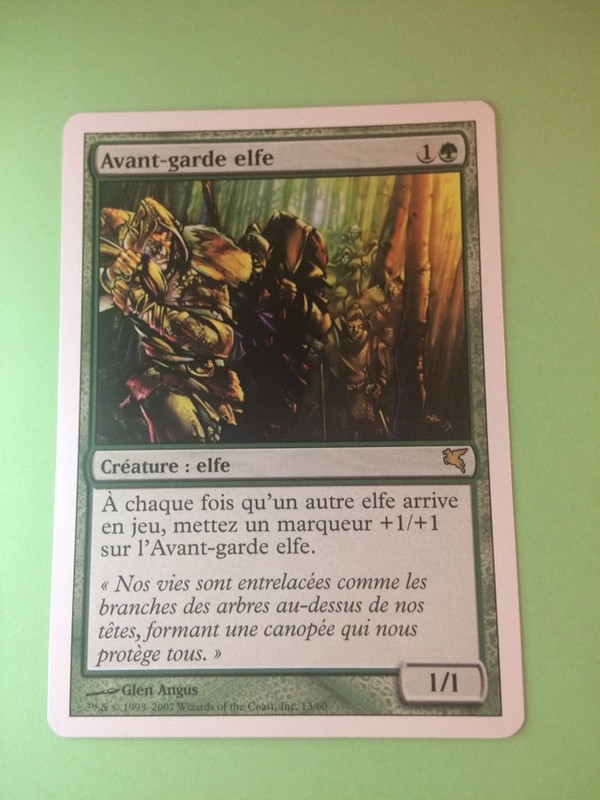 Avant-garde elfe 1
Créature : elfe
À chaque fois qu'un autre elfe arrive
en jeu, mettez un marqueur +1/+1
sur l'Avant-garde elfe.
« Nos vies sont entrelacées comme les
branches des arbres au-dessus de nos
têtes, formant une canopée qui nous
protège tous. »
1/1
Glen Angus
™ & © 1993-2007 Wizards of the Coast, Inc. 13/60